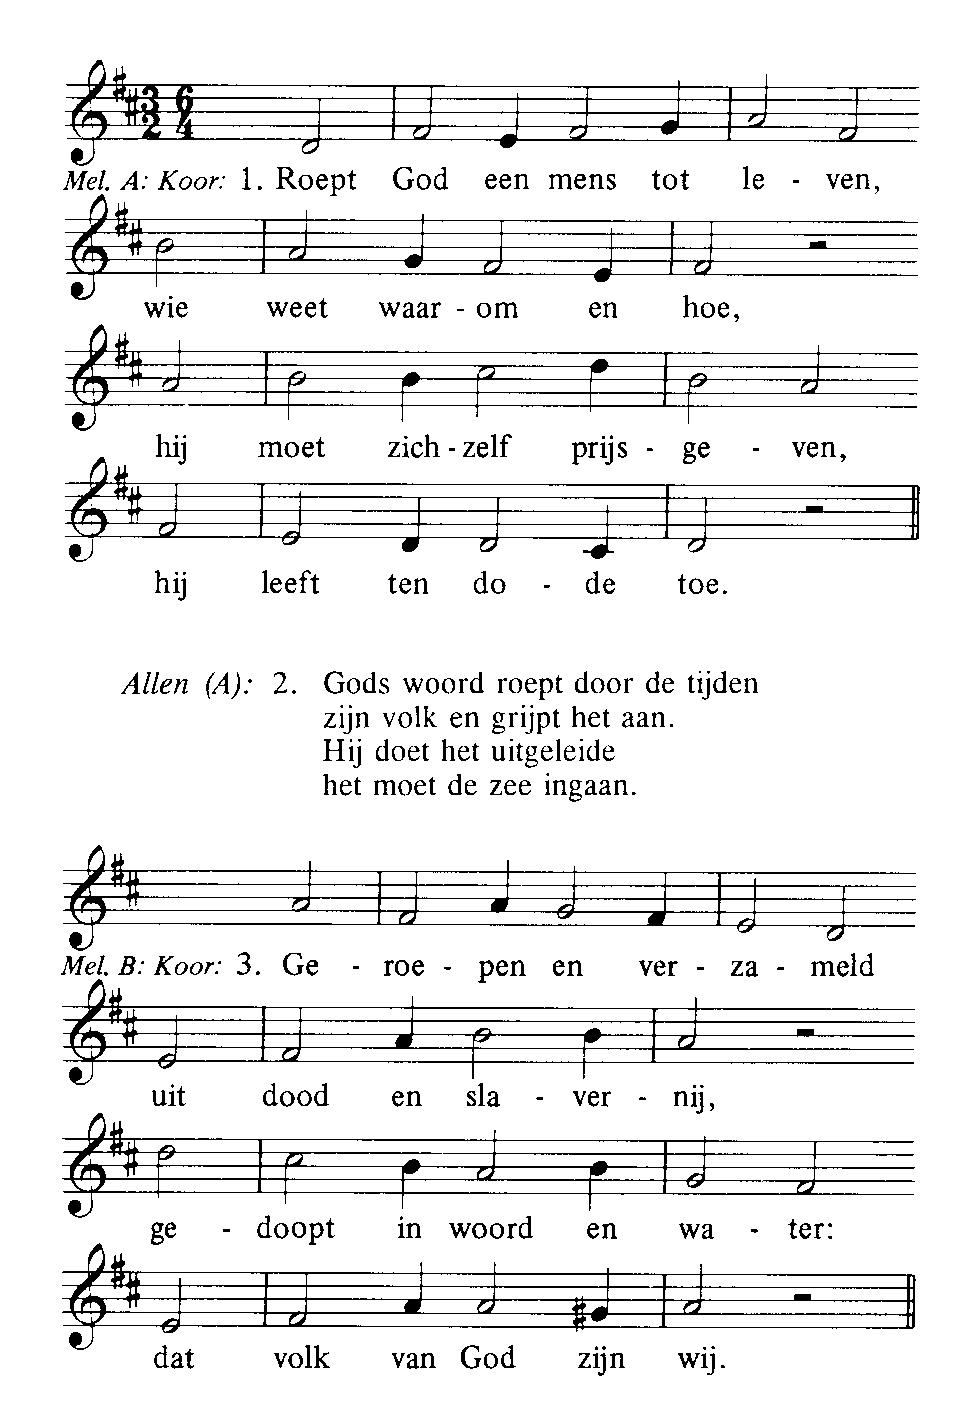 3 6
2 4
Mel. A: Koor: 1. Roept God een mens tot le - ven,
wie weet waar - om en hoe,
hij moet zich - zelf prijs - ge - ven,
hij leeft ten do - de toe.
Allen (A): 2. Gods woord roept door de tijden
zijn volk en grijpt het aan.
Hij doet het uitgeleide
het moet de zee ingaan.
Mel. B: Koor: 3. Ge - roe - pen en ver - za - meld
uit dood en sla - ver - nij,
ge - doopt in woord en wa - ter:
dat volk van God zijn wij.